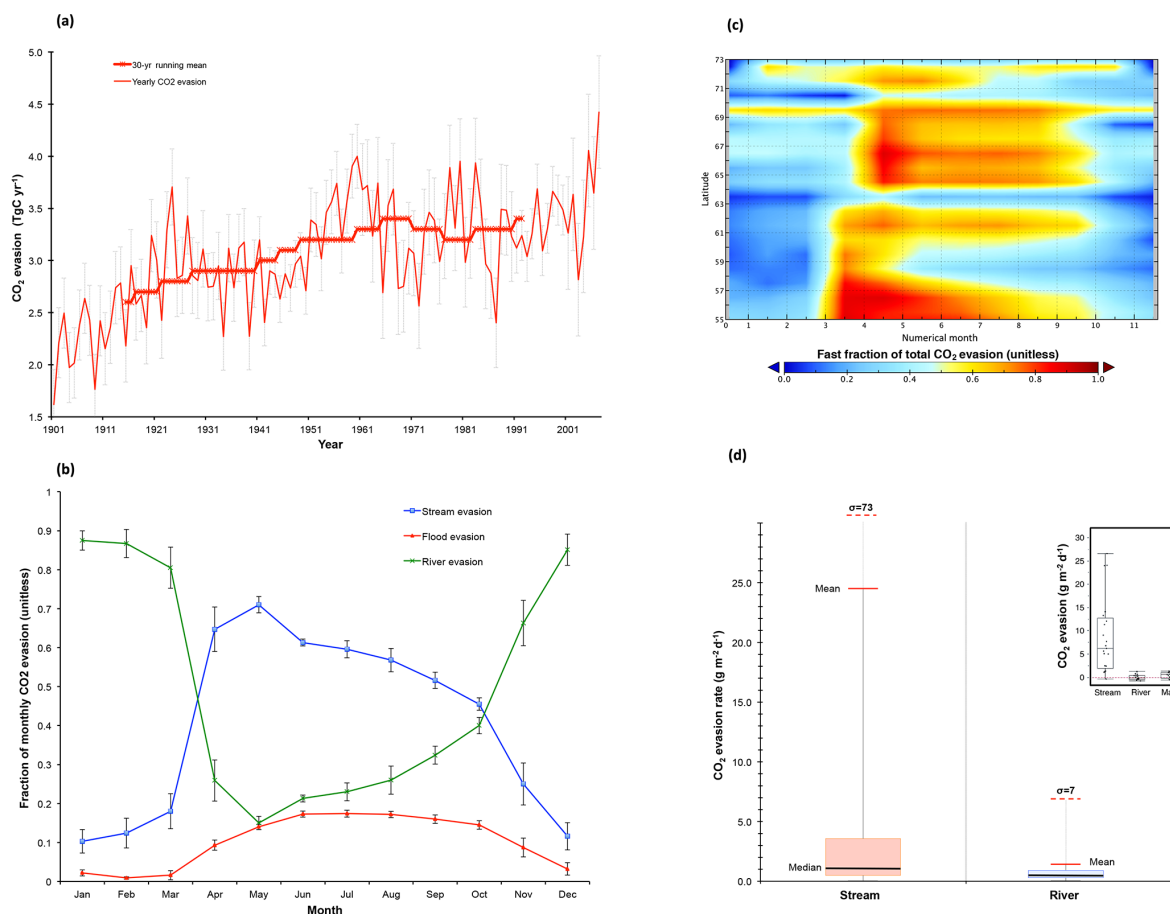 (a)
5.0
4.5
4.0
3.5
3.0
2.5
2.0
1.5
CO₂ evasion (TgC yr⁻¹)
30-yr running mean
Yearly CO2 evasion
1901 1911 1921 1931 1941 1951 1961 1971 1981 1991 2001
Year
(c)
73
69
67
65
63
61
59
57
55
Latitude
0 1 2 3 4 5 6 7 8 9 10 11
Numerical month
Fast fraction of total CO₂ evasion (unitless)
0.0 0.2 0.4 0.6 0.8 1.0
(b)
1
0.9
0.8
0.7
0.6
0.5
0.4
0.3
0.2
0.1
0
Fraction of monthly CO2 evasion (unitless)
Stream evasion
Flood evasion
River evasion
Jan Feb Mar Apr May Jun Jul Aug Sep Oct Nov Dec
Month
(d)
25.0
20.0
15.0
10.0
5.0
0.0
CO₂ evasion rate (g m⁻² d⁻¹)
σ=73
Mean
Median
σ=7
Mean
Stream River
30
25
20
15
10
5
0
CO₂ evasion (g m⁻² d⁻¹)
Stream River Ma